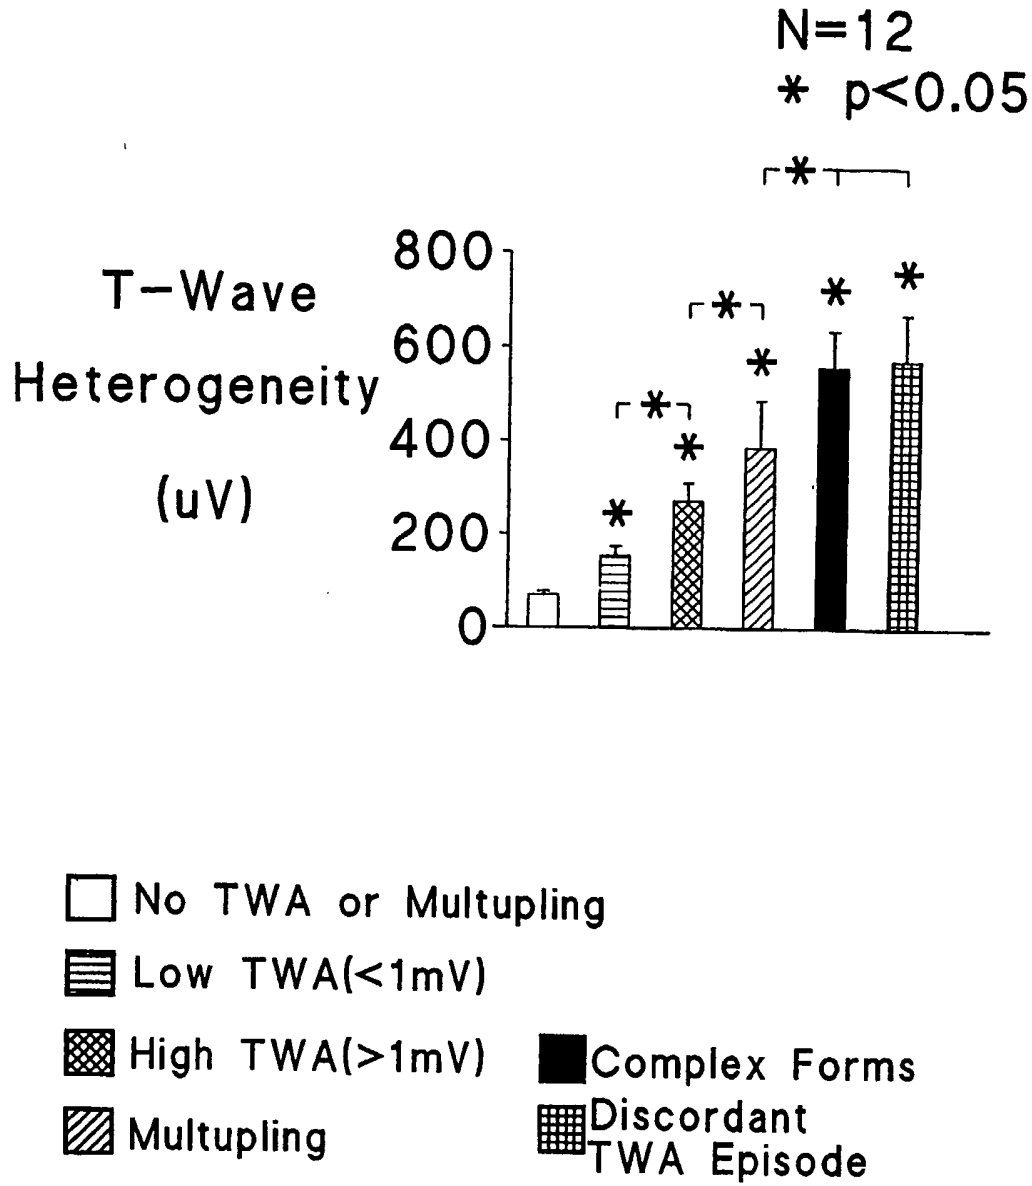 N=12
* p<0.05
*
800
T-Wave
*
*
*
600
Heterogeneity
*
*
400
*
(uV)
*
200
0
No TWA or Multupling
Low TWA(<1mV)
High TWA(>1mV)
Multupling
Complex Forms
Discordant
TWA Episode